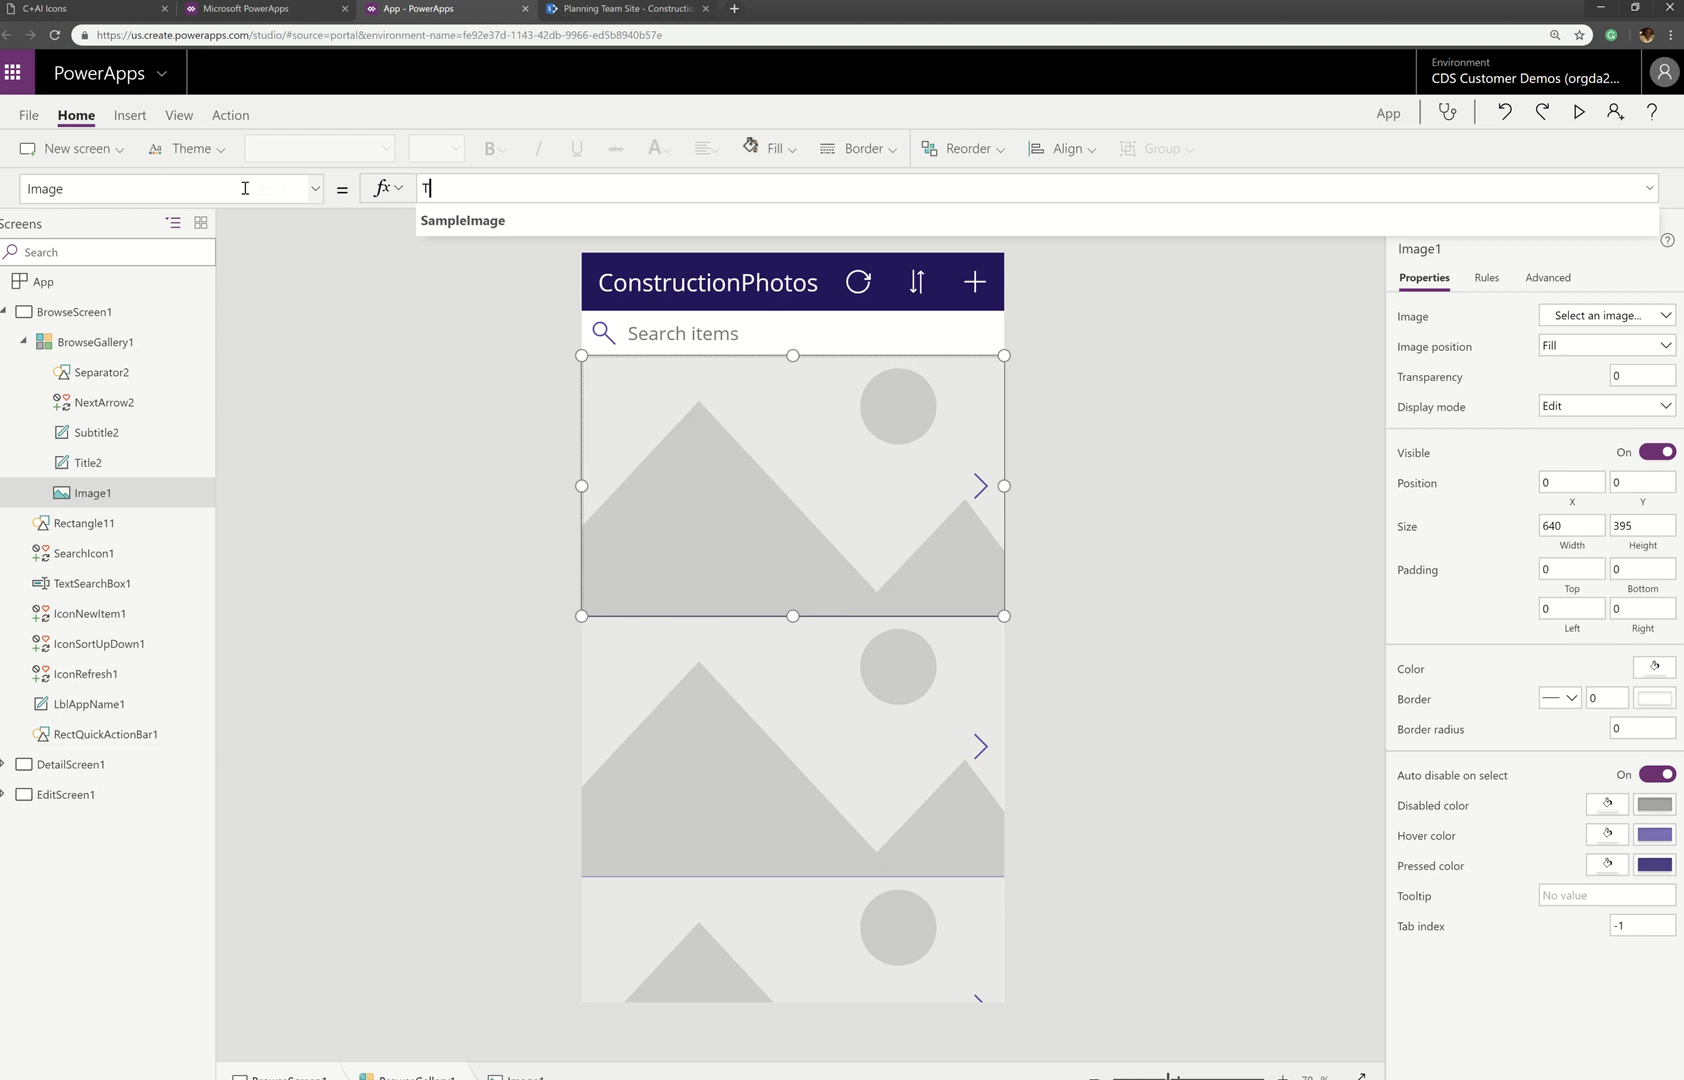 C+AI Icons
Microsoft PowerApps
App - PowerApps
Planning Team Site - Constructio
https://us.create.powerapps.com/studio/#source=portal&environment-name=fe92e37d-1143-42db-9966-ed5b8940b57e
PowerApps
Environment
CDS Customer Demos (orgda2...
File Home Insert View Action
App
New screen
Theme
B
/
U
abc
A
Fill
Border
Reorder
Align
Group
Image
=
fx
T
SampleImage
Screens
Search
App
BrowseScreen1
BrowseGallery1
Separator2
NextArrow2
Subtitle2
Title2
Image1
Rectangle11
SearchIcon1
TextSearchBox1
IconNewItem1
IconSortUpDown1
IconRefresh1
LblAppName1
RectQuickActionBar1
DetailScreen1
EditScreen1
ConstructionPhotos
Search items
Image1
Properties Rules Advanced
Image Select an image...
Image position Fill
Transparency 0
Display mode Edit
Visible On
Position 0 0
X Y
Size 640 395
Width Height
Padding 0 0
Top Bottom
0 0
Left Right
Color
Border 0
Border radius 0
Auto disable on select On
Disabled color
Hover color
Pressed color
Tooltip No value
Tab index -1
BrowseScreen1
BrowseGallery1
Image1
70 %